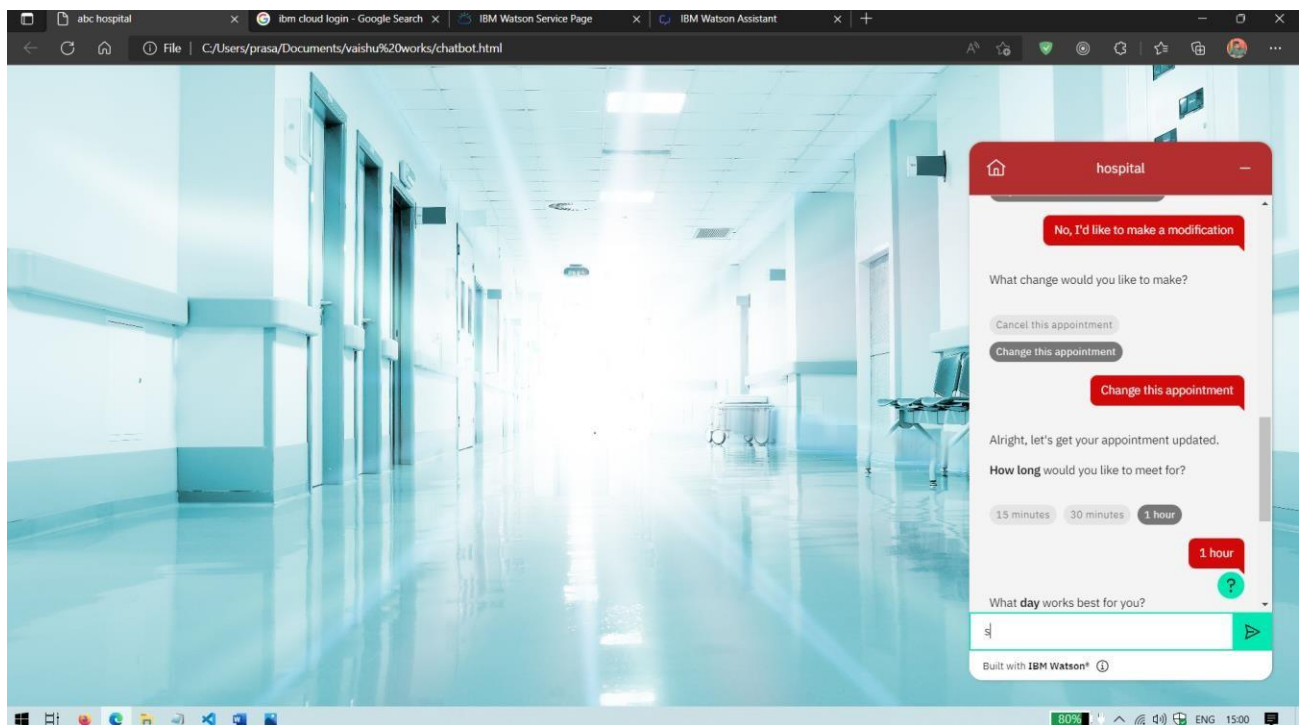 abc hospital
ibm cloud login - Google Search
IBM Watson Service Page
IBM Watson Assistant
File
C:/Users/prasa/Documents/vaishu%20works/chatbot.html
hospital
No, I'd like to make a modification
What change would you like to make?
Cancel this appointment
Change this appointment
Change this appointment
Alright, let's get your appointment updated.
How long would you like to meet for?
15 minutes 30 minutes 1 hour
1 hour
?
What day works best for you?
s
Built with IBM Watson®
80% ENG 15:00